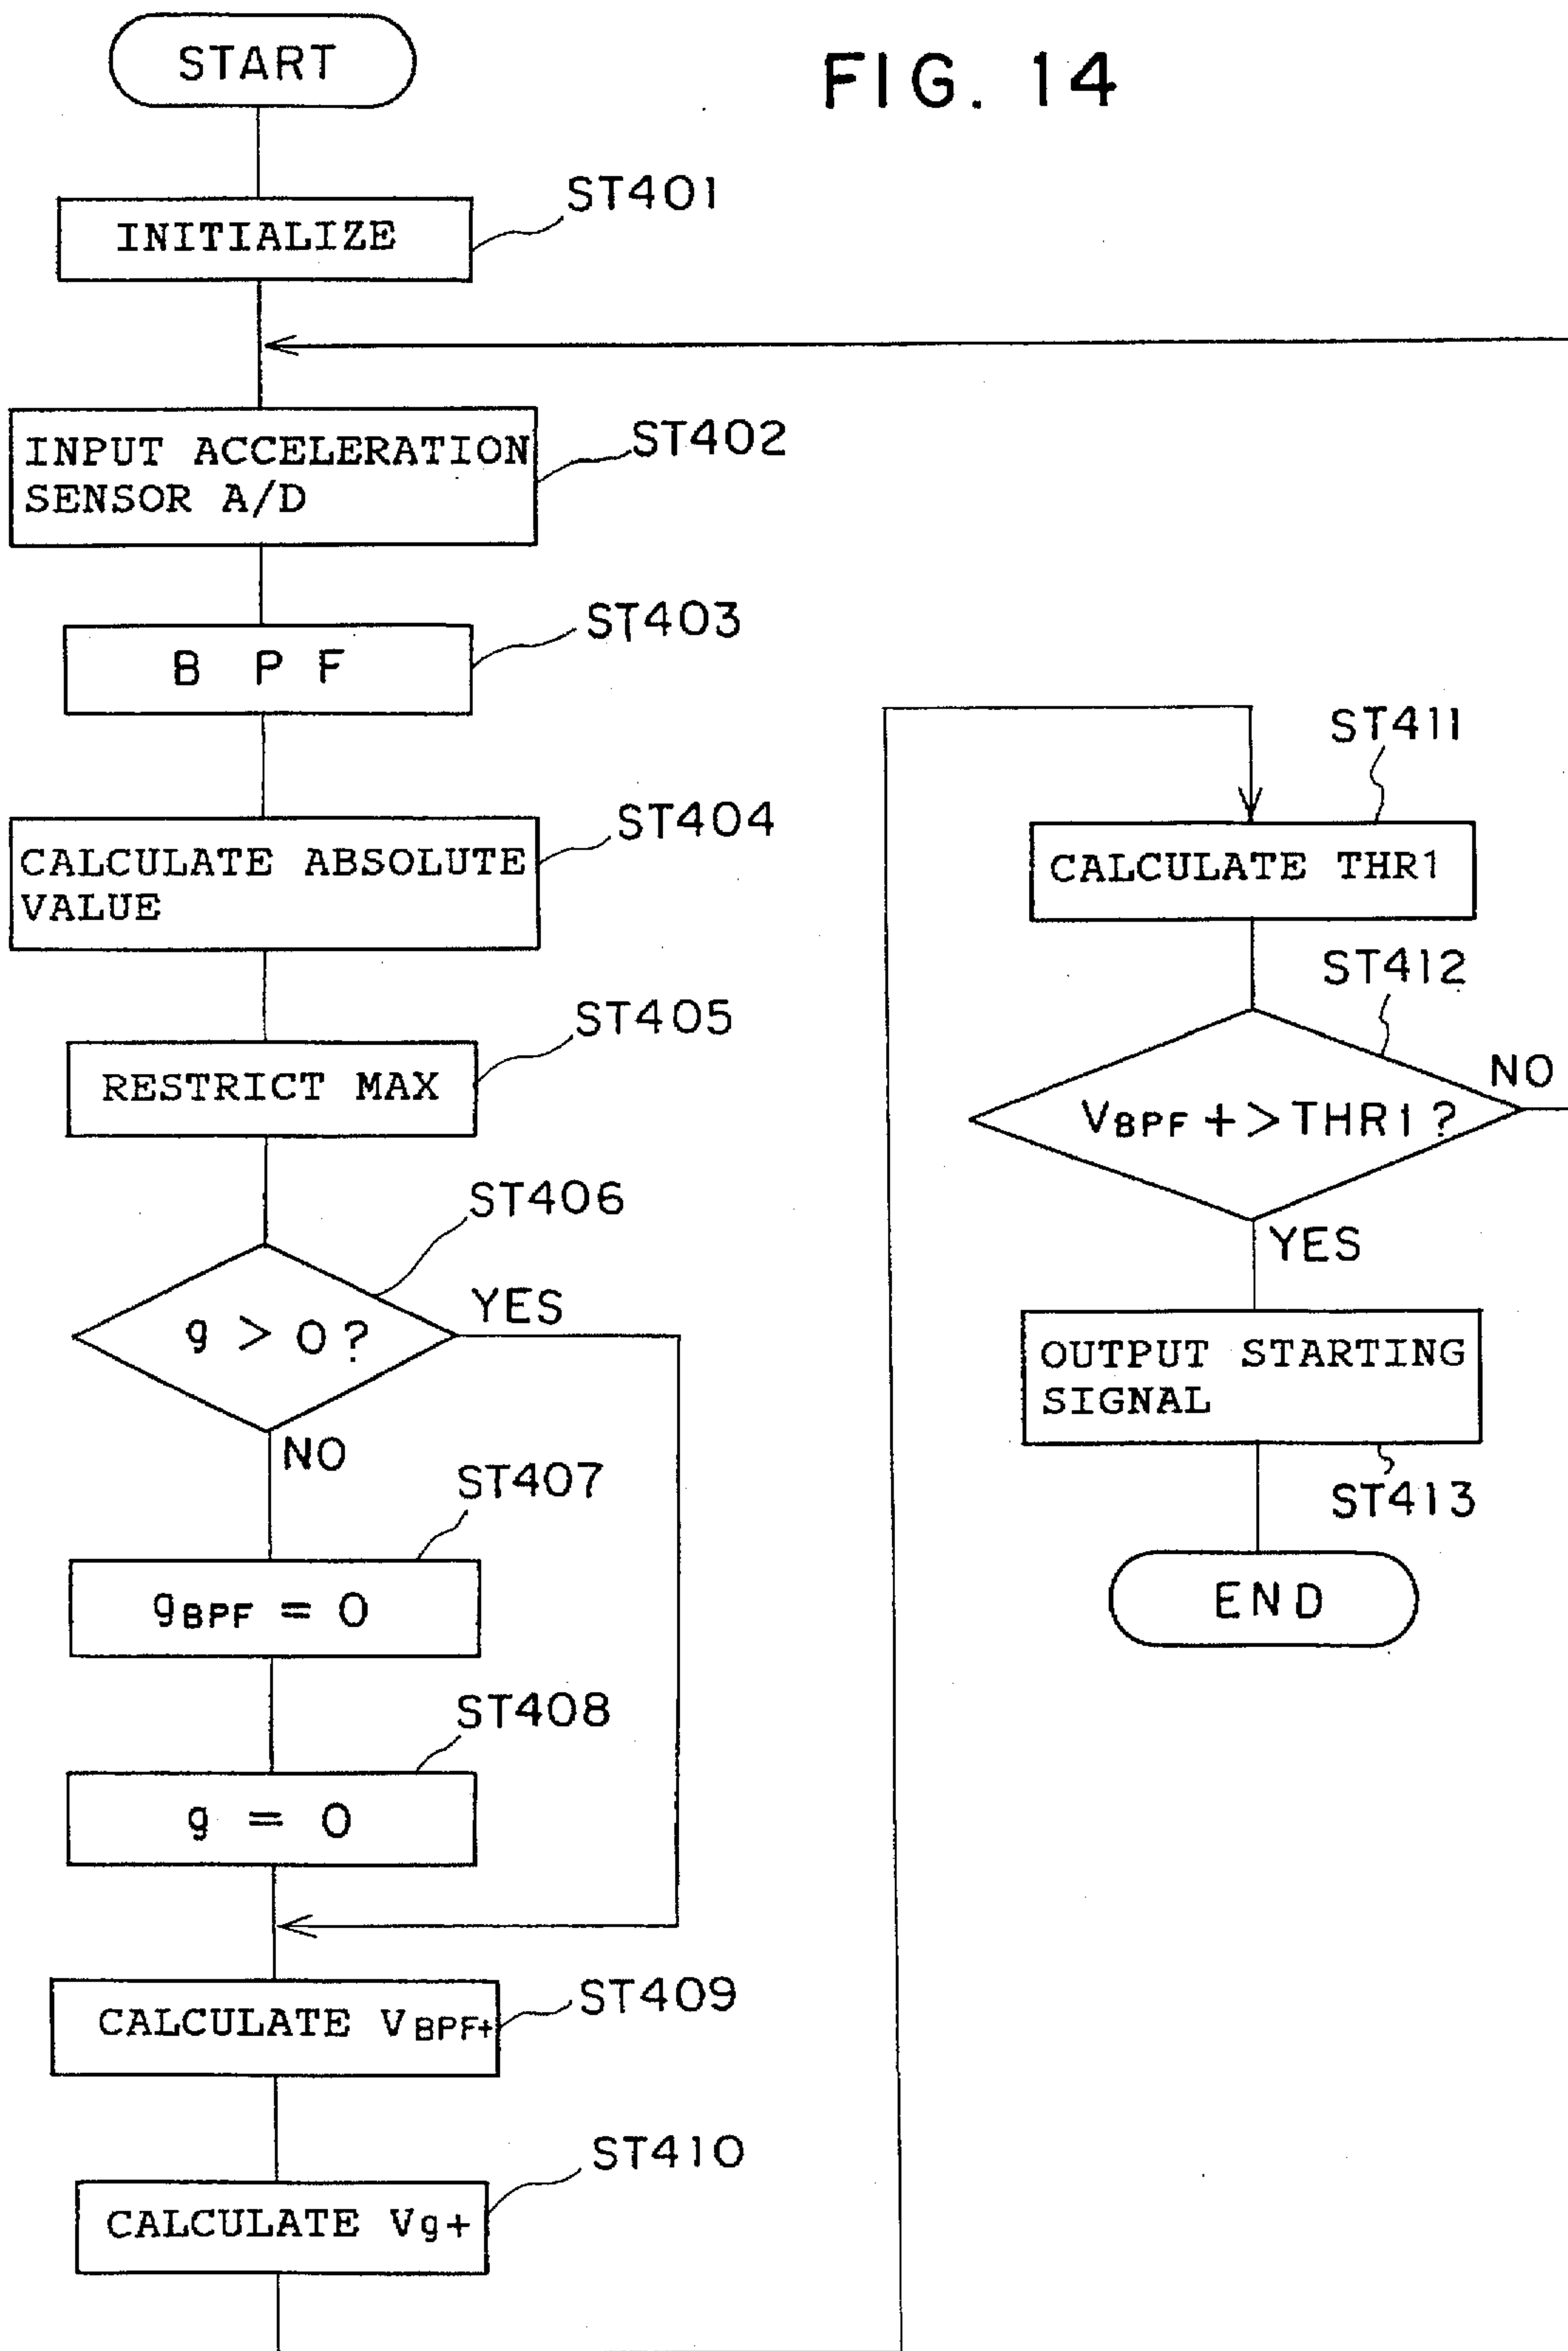 START
FIG. 14
ST401
INITIALIZE
ST402
INPUT ACCELERATION
SENSOR A/D
ST403
B P F
ST404
CALCULATE ABSOLUTE
VALUE
ST405
RESTRICT MAX
ST406
g > 0 ?
YES
NO
ST407
gBPF = 0
ST408
g = 0
ST409
CALCULATE VBPF+
ST410
CALCULATE Vg+
ST411
CALCULATE THR1
ST412
VBPF + > THR1 ?
NO
YES
OUTPUT STARTING
SIGNAL
ST413
END